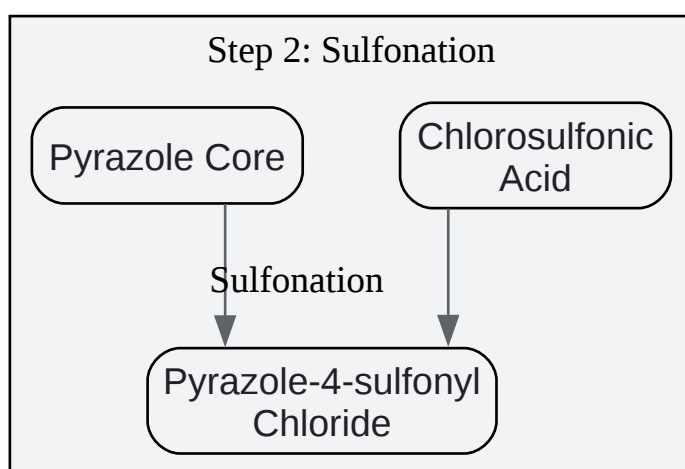 Step 2: Sulfonation
Pyrazole Core
Chlorosulfonic
Acid
Sulfonation
Pyrazole-4-sulfonyl
Chloride